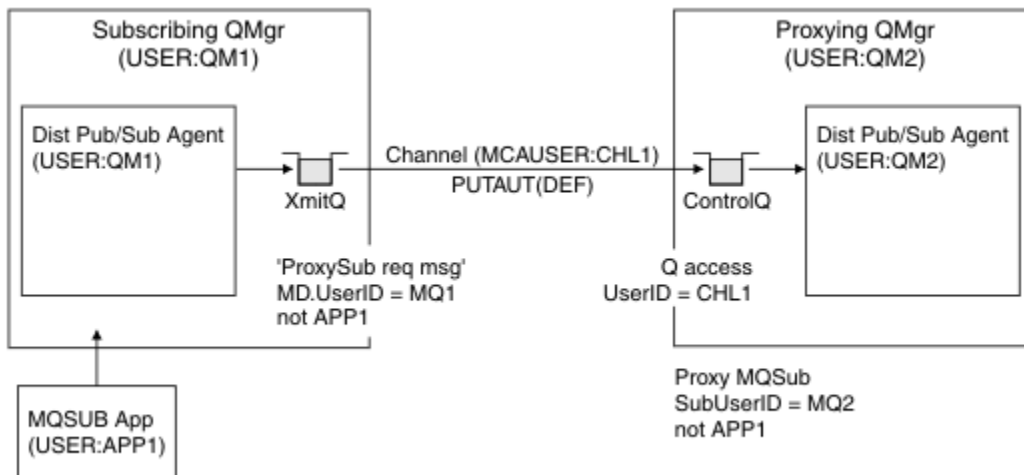 Subscribing QMgr
(USER:QM1)
Proxying QMgr
(USER:QM2)
Dist Pub/Sub Agent
(USER:QM1)
Channel (MCAUSER:CHL1)
PUTAUT(DEF)
XmitQ
ControlQ
Dist Pub/Sub Agent
(USER:QM2)
'ProxySub req msg'
MD.UserID = MQ1
not APP1
Q access
UserID = CHL1
MQSUB App
(USER:APP1)
Proxy MQSub
SubUserID = MQ2
not APP1